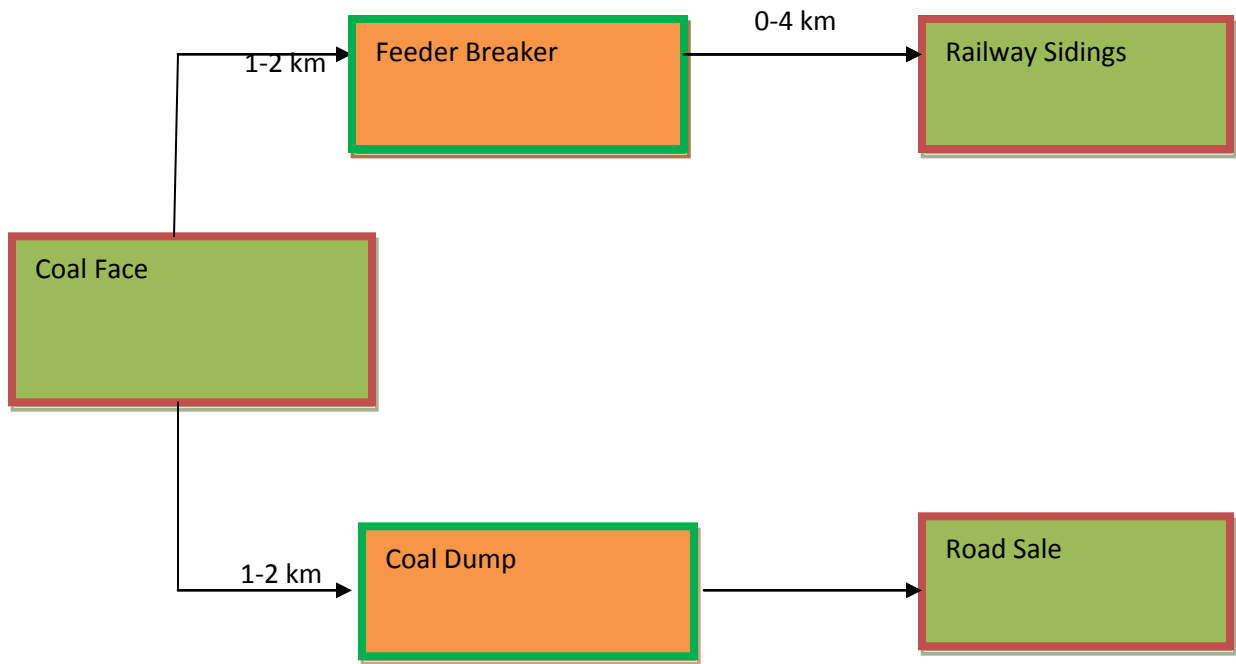 0-4 km
Feeder Breaker
Railway Sidings
1-2 km
Coal Face
Road Sale
Coal Dump
1-2 km